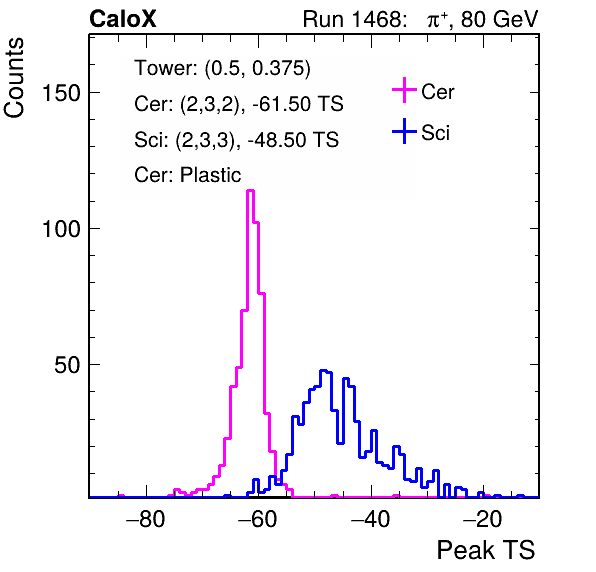 CaloX Run 1468: π⁺, 80 GeV
Counts
Tower: (0.5, 0.375)
Cer: (2,3,2), -61.50 TS
Sci: (2,3,3), -48.50 TS
Cer: Plastic
Cer
Sci
150
100
50
−80 −60 −40 −20
Peak TS